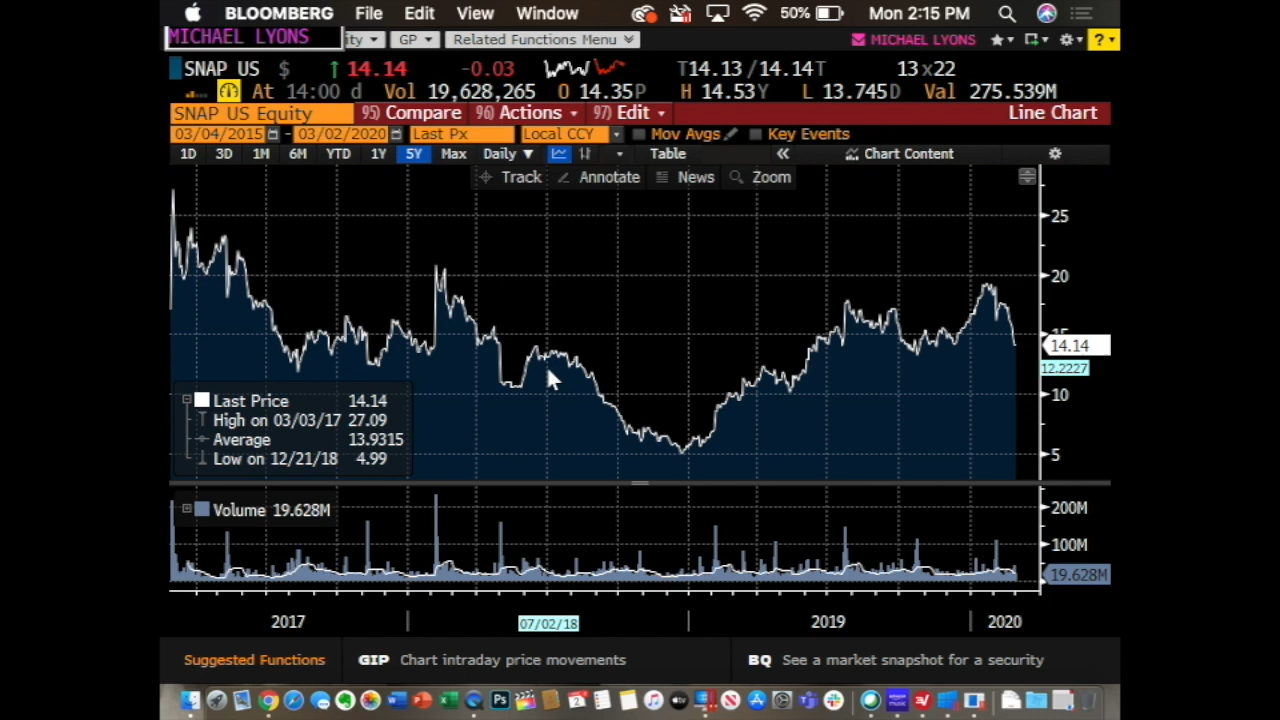 BLOOMBERG File Edit View Window 50% Mon 2:15 PM
MICHAEL LYONS ity GP Related Functions Menu MICHAEL LYONS ?
SNAP US $ 14.14 -0.03 T14.13 / 14.14T 13x22
At 14:00 d Vol 19,628,265 O 14.35P H 14.53Y L 13.745D Val 275.539M
SNAP US Equity 95) Compare 96) Actions 97) Edit Line Chart
03/04/2015 - 03/02/2020 Last Px Local CCY Mov Avgs Key Events
1D 3D 1M 6M YTD 1Y 5Y Max Daily ▼ Table « Chart Content
Track Annotate News Zoom
25
20
15
14.14
12.2227
10
5
Last Price 14.14
High on 03/03/17 27.09
Average 13.9315
Low on 12/21/18 4.99
Volume 19.628M
200M
100M
19.628M
2017 07/02/18 2019 2020
Suggested Functions GIP Chart intraday price movements BQ See a market snapshot for a security